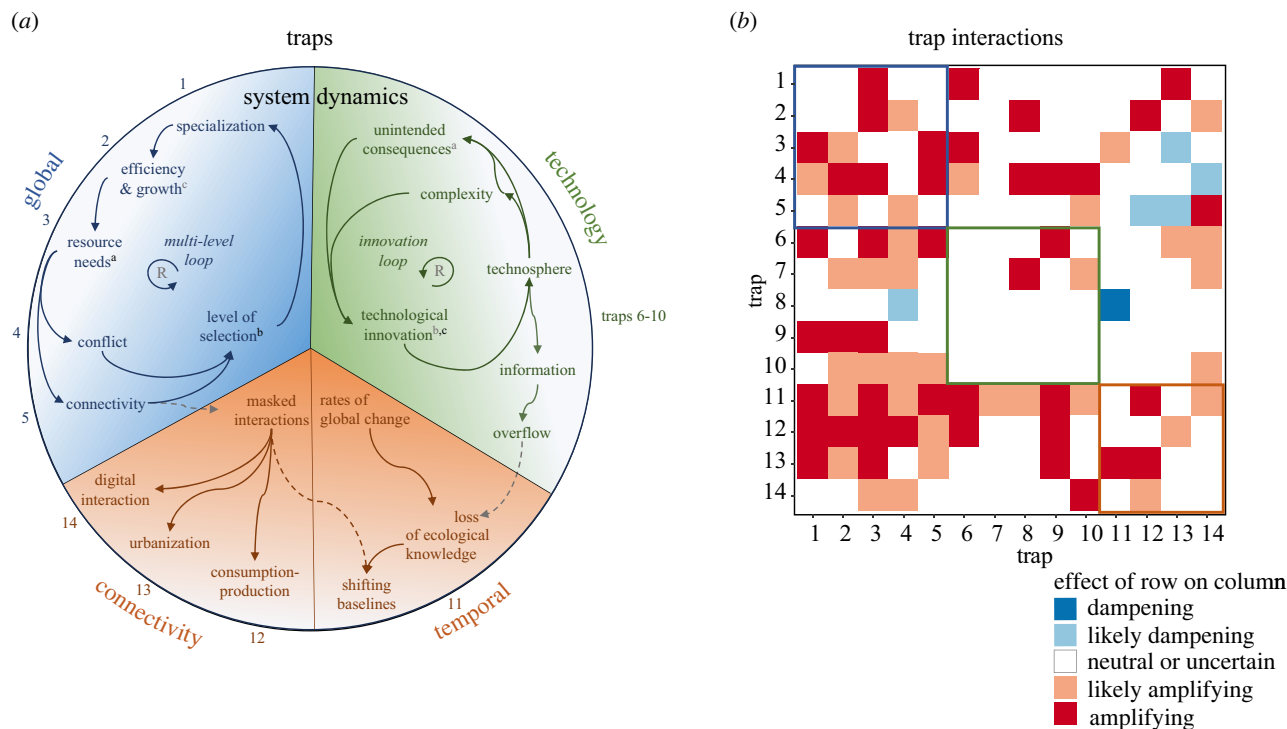 (a)
traps
system dynamics
global
technology
connectivity
temporal
1
2
3
4
5
specialization
efficiency
& growthᶜ
resource
needsᵃ
multi-level
loop
R
level of
selectionᵇ
conflict
connectivity
unintended
consequencesᵃ
complexity
innovation
loop
R
technosphere
technological
innovationᵇ,ᶜ
traps 6-10
information
overflow
masked
interactions
rates of
global change
digital
interaction
14
urbanization
13
consumption-
production
12
loss
of ecological
knowledge
shifting
baselines
11
(b)
trap interactions
trap
1
2
3
4
5
6
7
8
9
10
11
12
13
14
1 2 3 4 5 6 7 8 9 10 11 12 13 14
trap
effect of row on column
dampening
likely dampening
neutral or uncertain
likely amplifying
amplifying